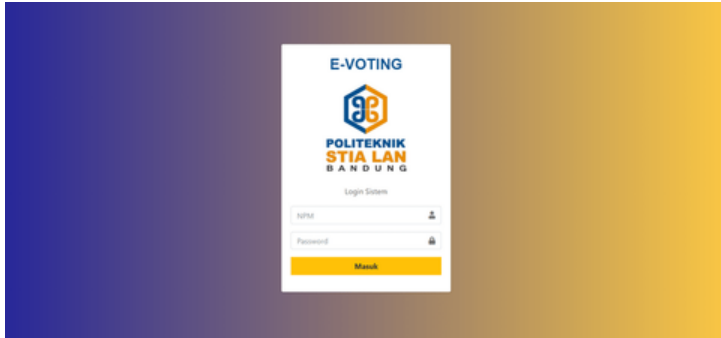 E-VOTING
POLITEKNIK
STIA LAN
BANDUNG
Login Sistem
NPM
Password
Masuk